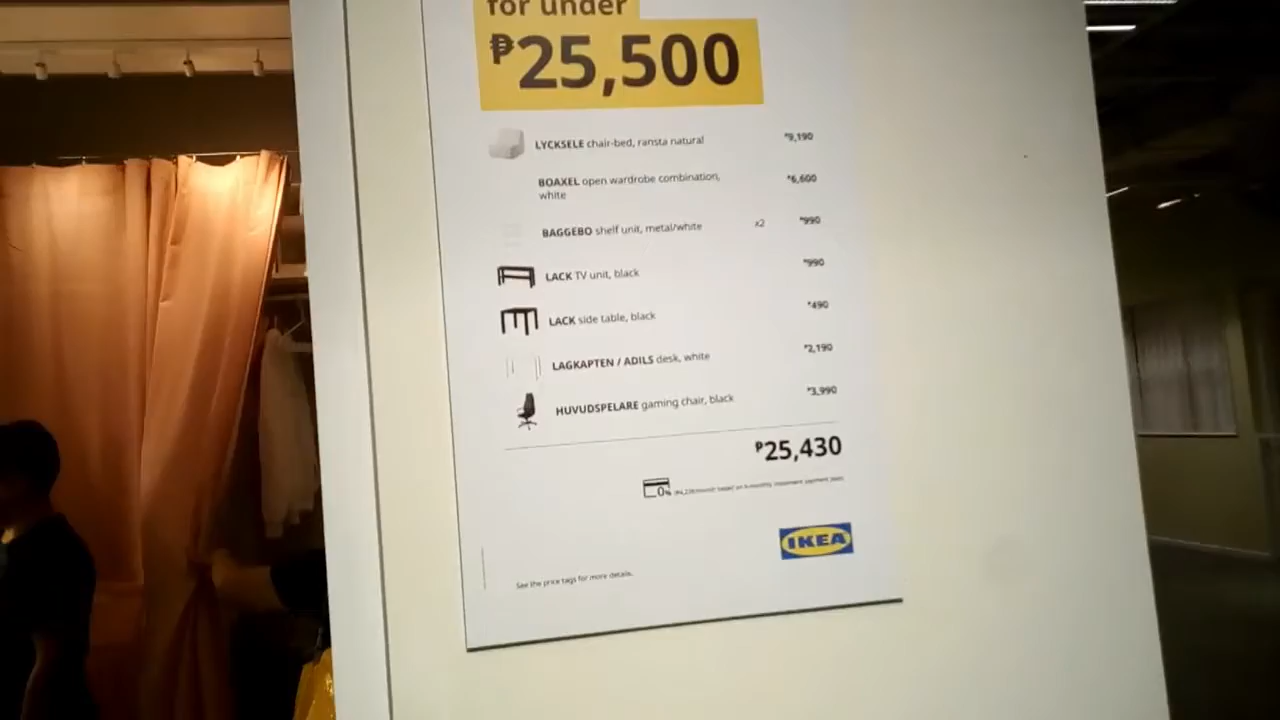 for under
₱25,500
LYCKSELE chair-bed, ransta natural ₱9,190
BOAXEL open wardrobe combination, ₱6,600
white
BAGGEBO shelf unit, metal/white x2 ₱990
LACK TV unit, black ₱990
LACK side table, black ₱490
LAGKAPTEN / ADILS desk, white ₱2,190
HUVUDSPELARE gaming chair, black ₱3,990
₱25,430
0%
IKEA
See the price tags for more details.